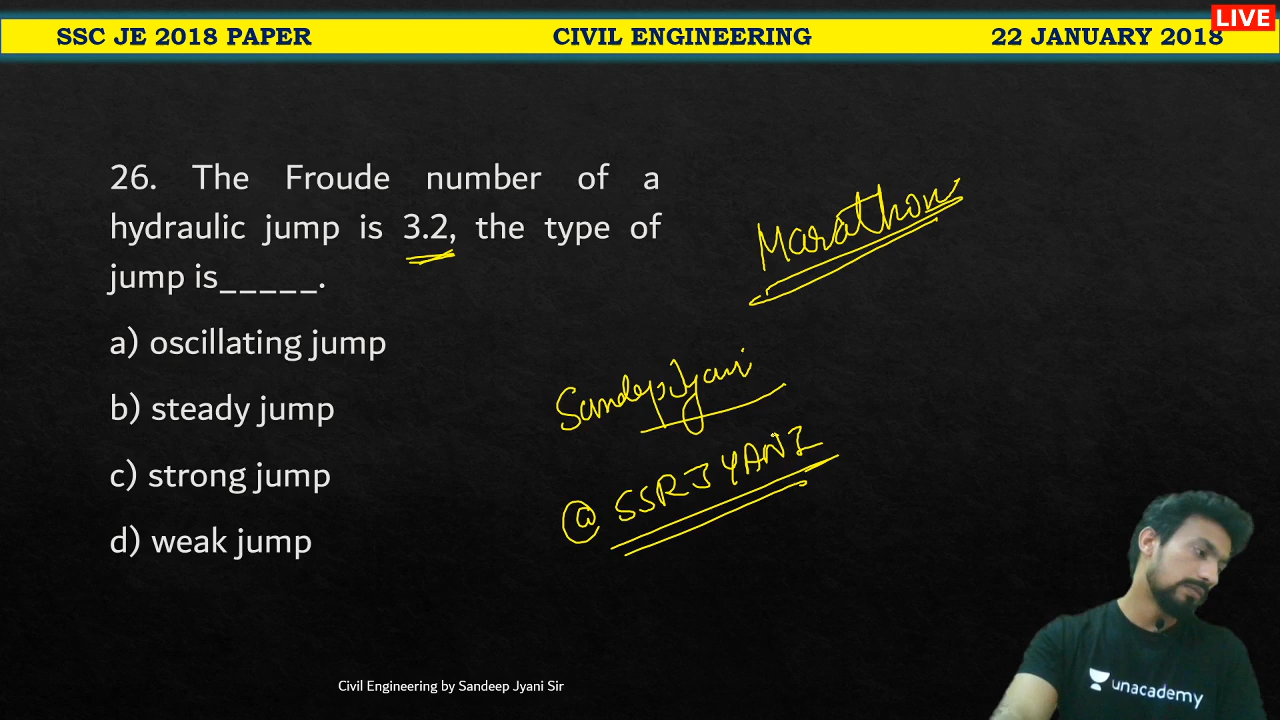 LIVE
SSC JE 2018 PAPER CIVIL ENGINEERING 22 JANUARY 2018
26. The Froude number of a
hydraulic jump is 3.2, the type of
jump is_____.
a) oscillating jump
b) steady jump
c) strong jump
d) weak jump
Marathon
Sandeep Jyani
@ SSRJYANI
Civil Engineering by Sandeep Jyani Sir
unacademy